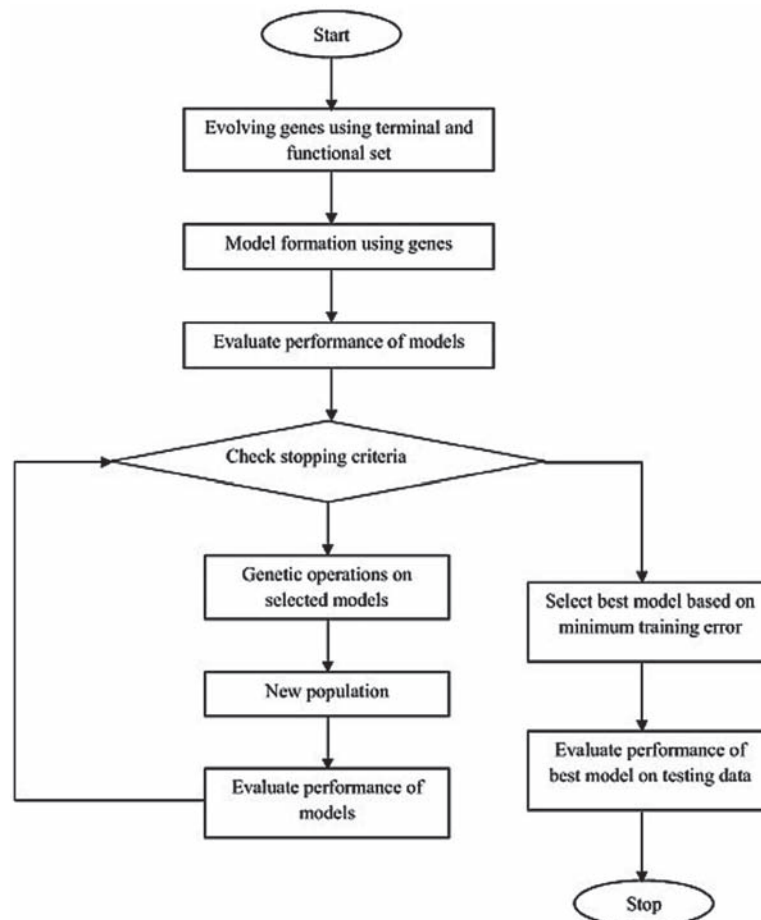 Start
Evolving genes using terminal and
functional set
Model formation using genes
Evaluate performance of models
Check stopping criteria
Genetic operations on
selected models
New population
Evaluate performance of
models
Select best model based on
minimum training error
Evaluate performance of
best model on testing data
Stop